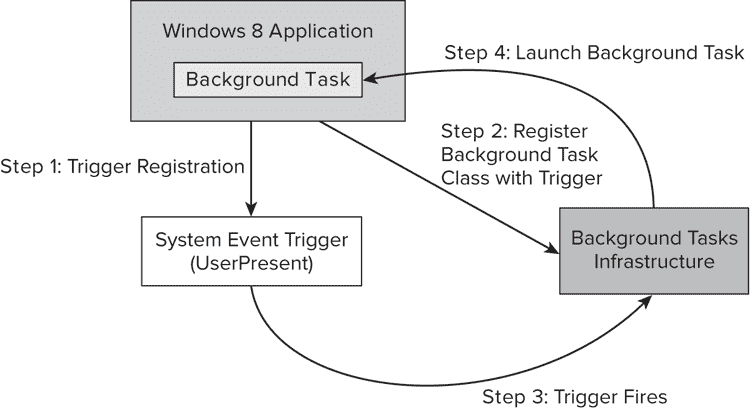 Windows 8 Application
Background Task
Step 4: Launch Background Task
Step 1: Trigger Registration
Step 2: Register
Background Task
Class with Trigger
System Event Trigger
(UserPresent)
Background Tasks
Infrastructure
Step 3: Trigger Fires